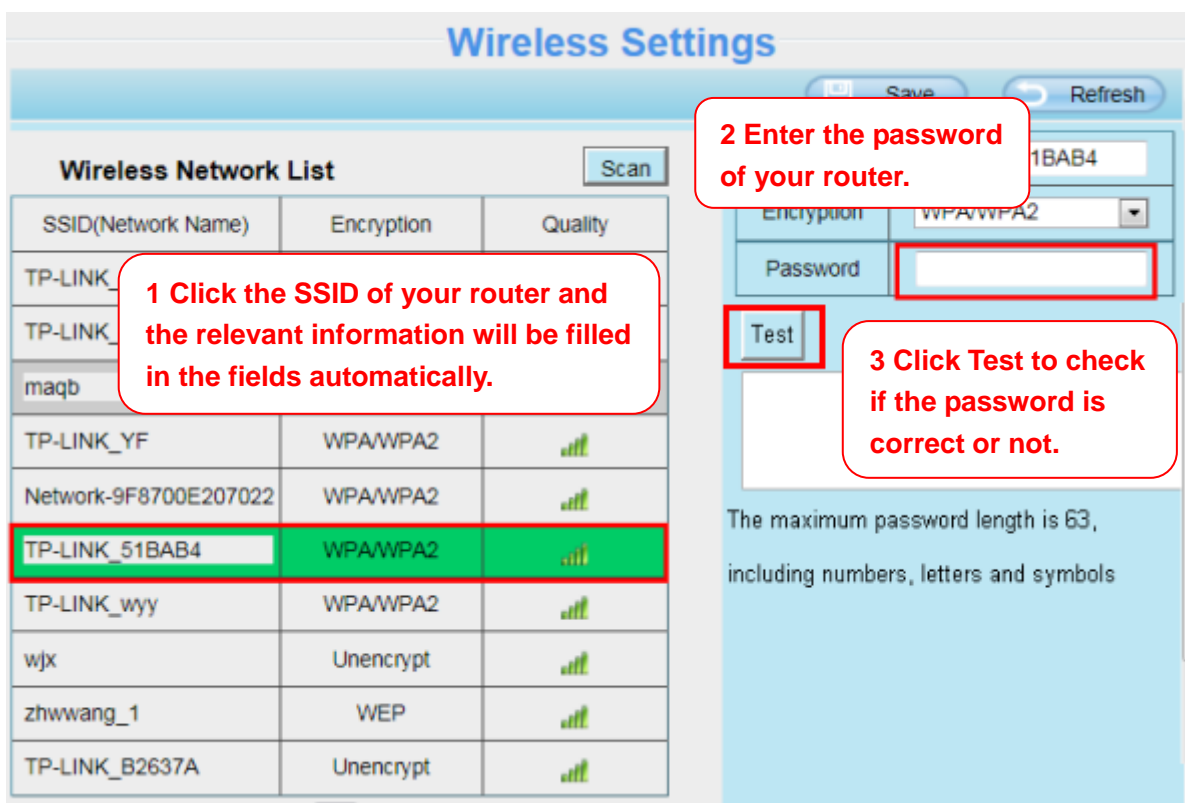 Wireless Settings
Save
Refresh
Wireless Network List
Scan
SSID(Network Name) Encryption Quality
TP-LINK_
TP-LINK_
maqb
TP-LINK_YF WPA/WPA2
Network-9F8700E207022 WPA/WPA2
TP-LINK_51BAB4 WPA/WPA2
TP-LINK_wyy WPA/WPA2
wjx Unencrypt
zhwwang_1 WEP
TP-LINK_B2637A Unencrypt
1 Click the SSID of your router and
the relevant information will be filled
in the fields automatically.
2 Enter the password
of your router.
1BAB4
Encryption WPA/WPA2
Password
Test
3 Click Test to check
if the password is
correct or not.
The maximum password length is 63,
including numbers, letters and symbols